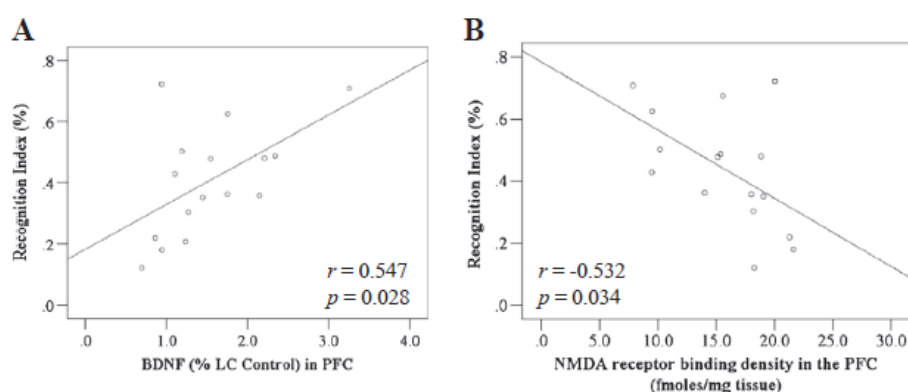 A
Recognition Index (%)
.8
.6
.4
.2
.0
r = 0.547
p = 0.028
.0 1.0 2.0 3.0 4.0
BDNF (% LC Control) in PFC
B
Recognition Index (%)
.8
.6
.4
.2
.0
r = -0.532
p = 0.034
.0 5.0 10.0 15.0 20.0 25.0 30.0
NMDA receptor binding density in the PFC
(fmoles/mg tissue)